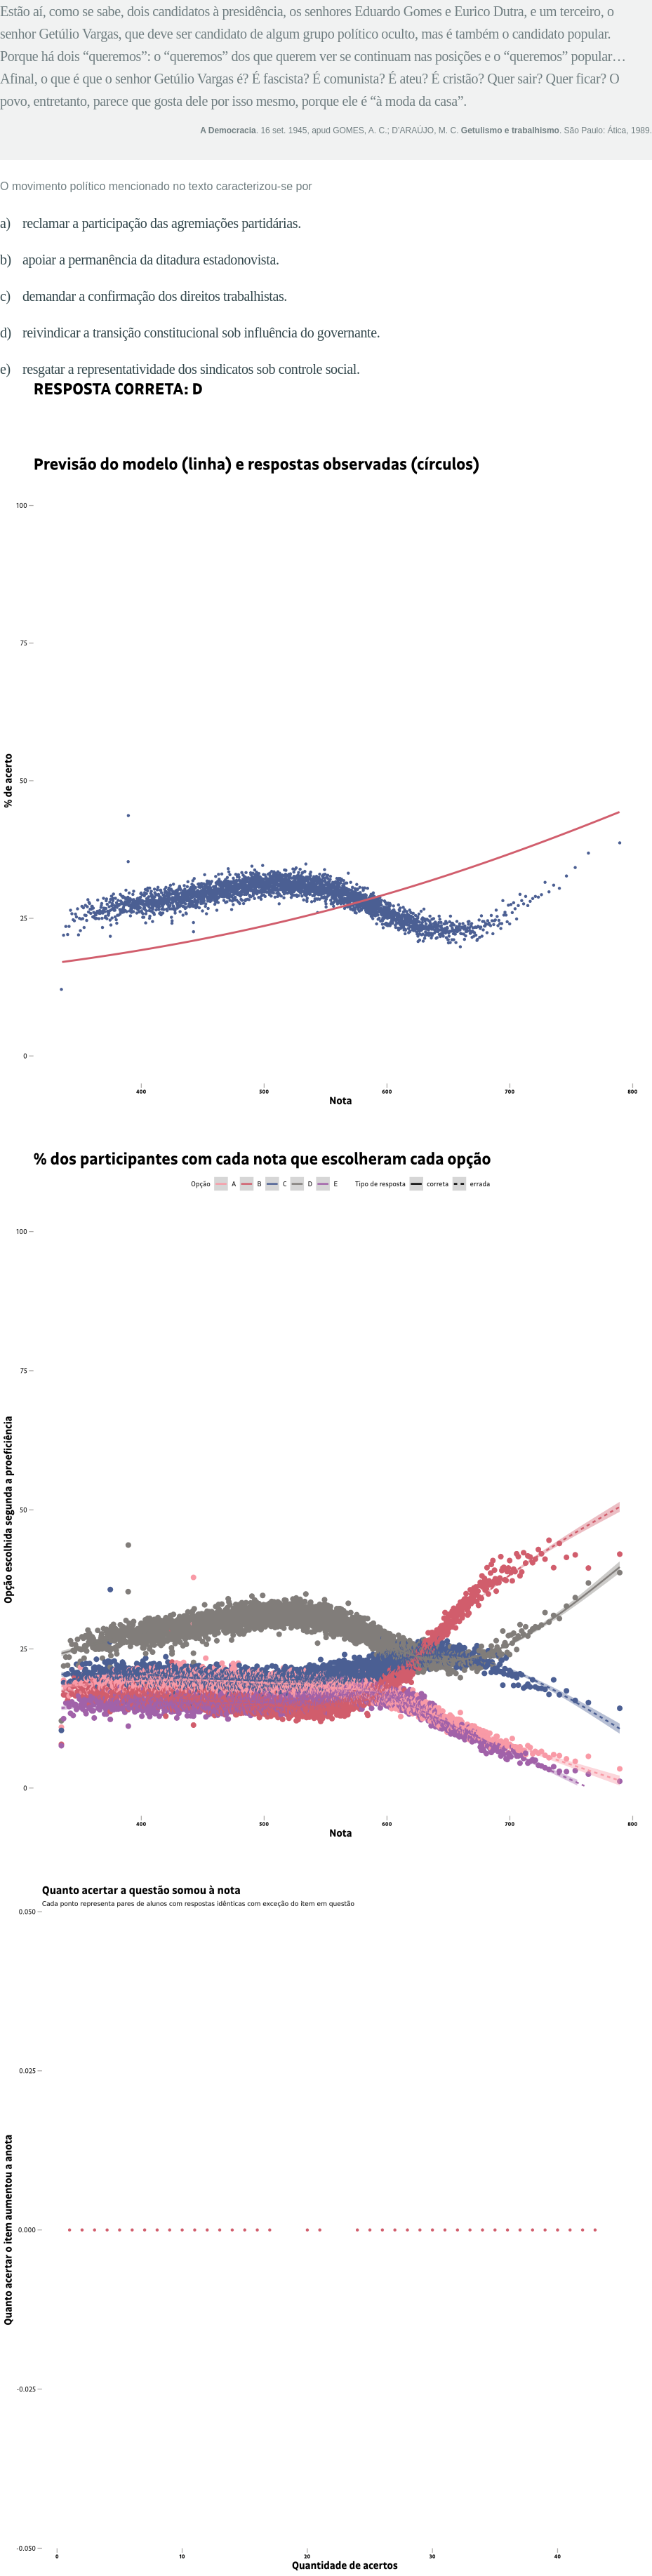 Estão aí, como se sabe, dois candidatos à presidência, os senhores Eduardo Gomes e Eurico Dutra, e um terceiro, o
senhor Getúlio Vargas, que deve ser candidato de algum grupo político oculto, mas é também o candidato popular.
Porque há dois “queremos”: o “queremos” dos que querem ver se continuam nas posições e o “queremos” popular…
Afinal, o que é que o senhor Getúlio Vargas é? É fascista? É comunista? É ateu? É cristão? Quer sair? Quer ficar? O
povo, entretanto, parece que gosta dele por isso mesmo, porque ele é “à moda da casa”.
A Democracia. 16 set. 1945, apud GOMES, A. C.; D’ARAÚJO, M. C. Getulismo e trabalhismo. São Paulo: Ática, 1989.
O movimento político mencionado no texto caracterizou-se por
a) reclamar a participação das agremiações partidárias.
b) apoiar a permanência da ditadura estadonovista.
c) demandar a confirmação dos direitos trabalhistas.
d) reivindicar a transição constitucional sob influência do governante.
e) resgatar a representatividade dos sindicatos sob controle social.
RESPOSTA CORRETA: D
Previsão do modelo (linha) e respostas observadas (círculos)
100
75
50
25
0
% de acerto
400 500 600 700 800
Nota
% dos participantes com cada nota que escolheram cada opção
Opção A B C D E Tipo de resposta correta errada
100
75
50
25
0
Opção escolhida segunda a proeficiência
400 500 600 700 800
Nota
Quanto acertar a questão somou à nota
Cada ponto representa pares de alunos com respostas idênticas com exceção do item em questão
0.050
0.025
0.000
-0.025
-0.050
Quanto acertar o item aumentou a anota
0 10 20 30 40
Quantidade de acertos